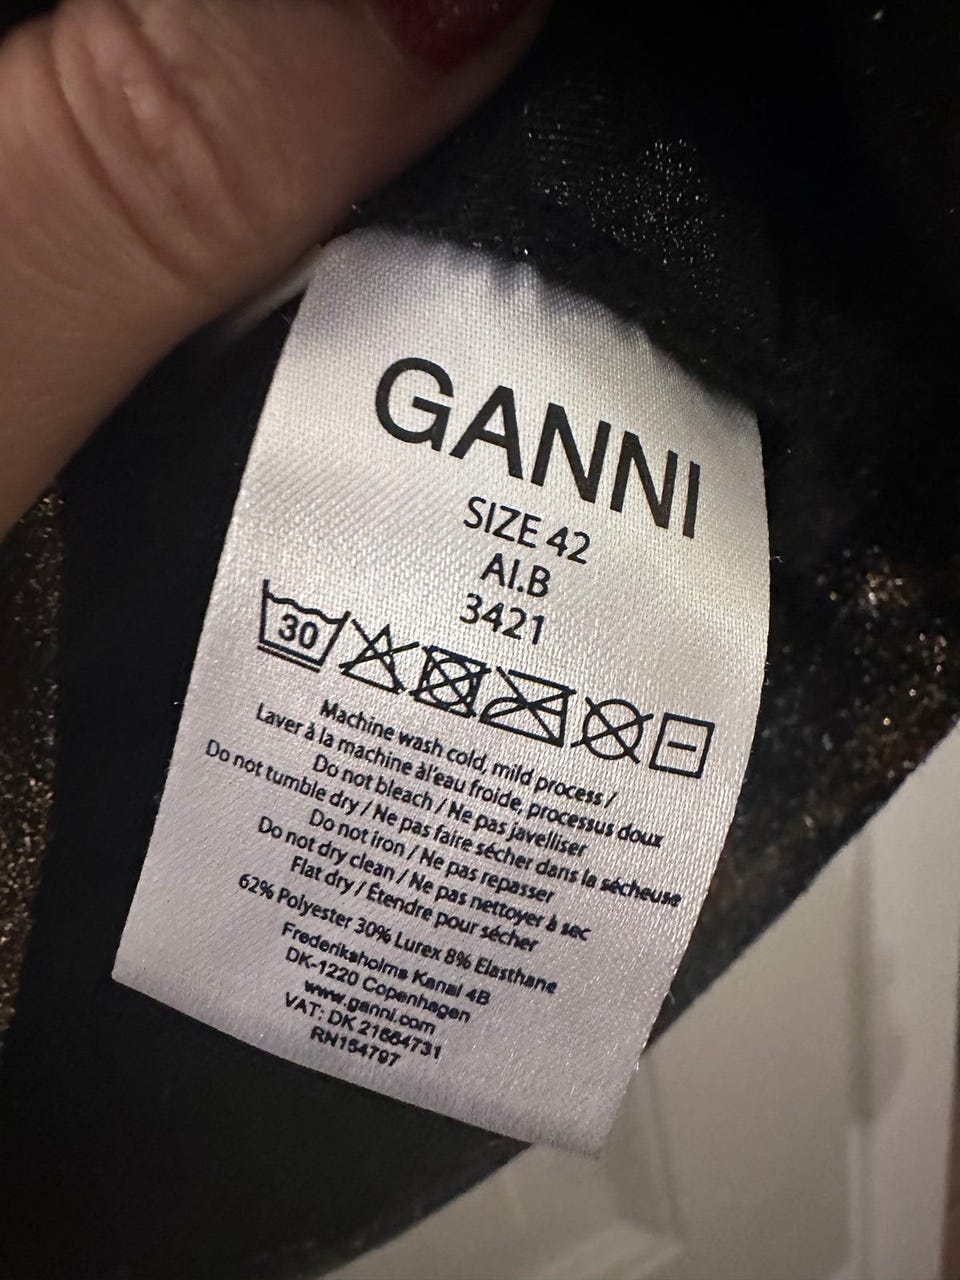 GANNI
SIZE 42
AI.B
3421
30
Machine wash cold, mild process /
Laver à la machine àl'eau froide, processus doux
Do not bleach / Ne pas javelliser
Do not tumble dry / Ne pas faire sécher dans la sécheuse
Do not iron / Ne pas repasser
Do not dry clean / Ne pas nettoyer à sec
Flat dry / Étendre pour sécher
62% Polyester 30% Lurex 8% Elasthane
Frederiksholms Kanal 4B
DK-1220 Copenhagen
www.ganni.com
VAT: DK 21664731
RN154797